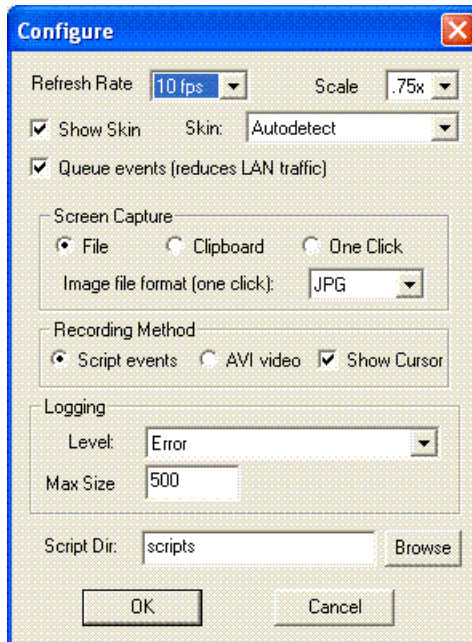 Configure
Refresh Rate 10 fps Scale .75x
Show Skin Skin: Autodetect
Queue events (reduces LAN traffic)
Screen Capture
File Clipboard One Click
Image file format (one click): JPG
Recording Method
Script events AVI video Show Cursor
Logging
Level: Error
Max Size 500
Script Dir: scripts Browse
OK Cancel